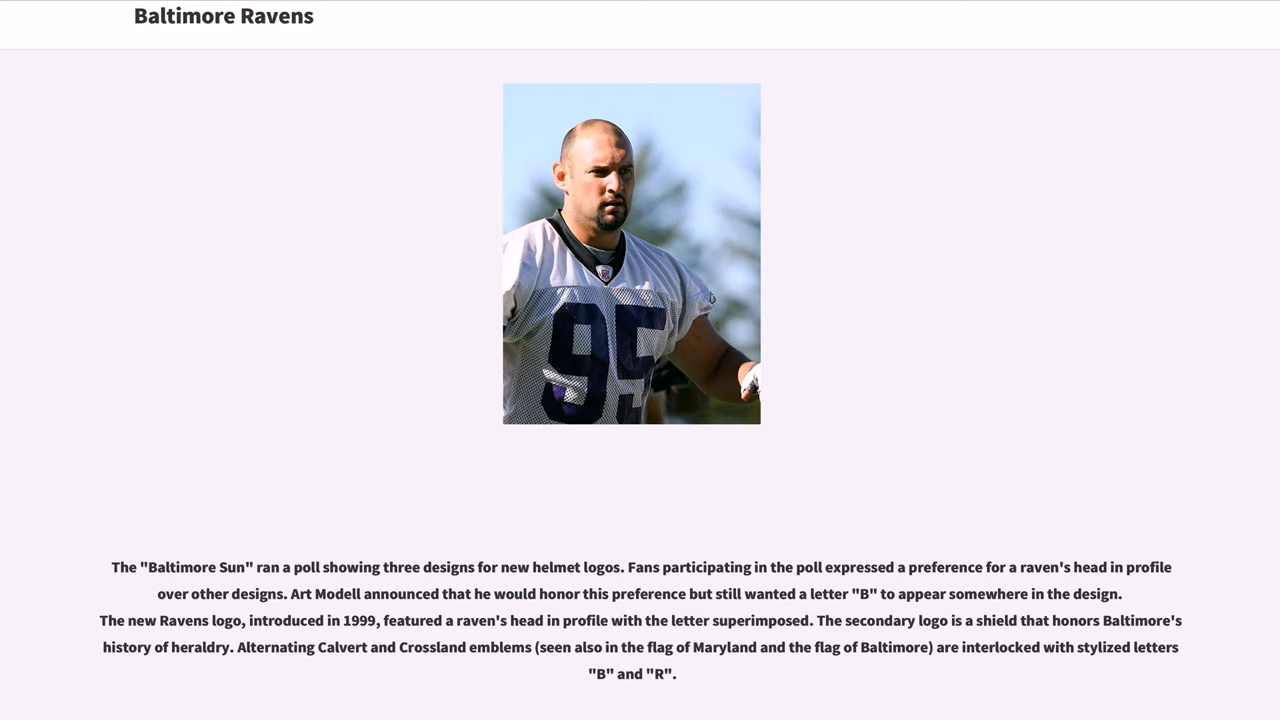 Baltimore Ravens
95
The "Baltimore Sun" ran a poll showing three designs for new helmet logos. Fans participating in the poll expressed a preference for a raven's head in profile
over other designs. Art Modell announced that he would honor this preference but still wanted a letter "B" to appear somewhere in the design.
The new Ravens logo, introduced in 1999, featured a raven's head in profile with the letter superimposed. The secondary logo is a shield that honors Baltimore's
history of heraldry. Alternating Calvert and Crossland emblems (seen also in the flag of Maryland and the flag of Baltimore) are interlocked with stylized letters
"B" and "R".